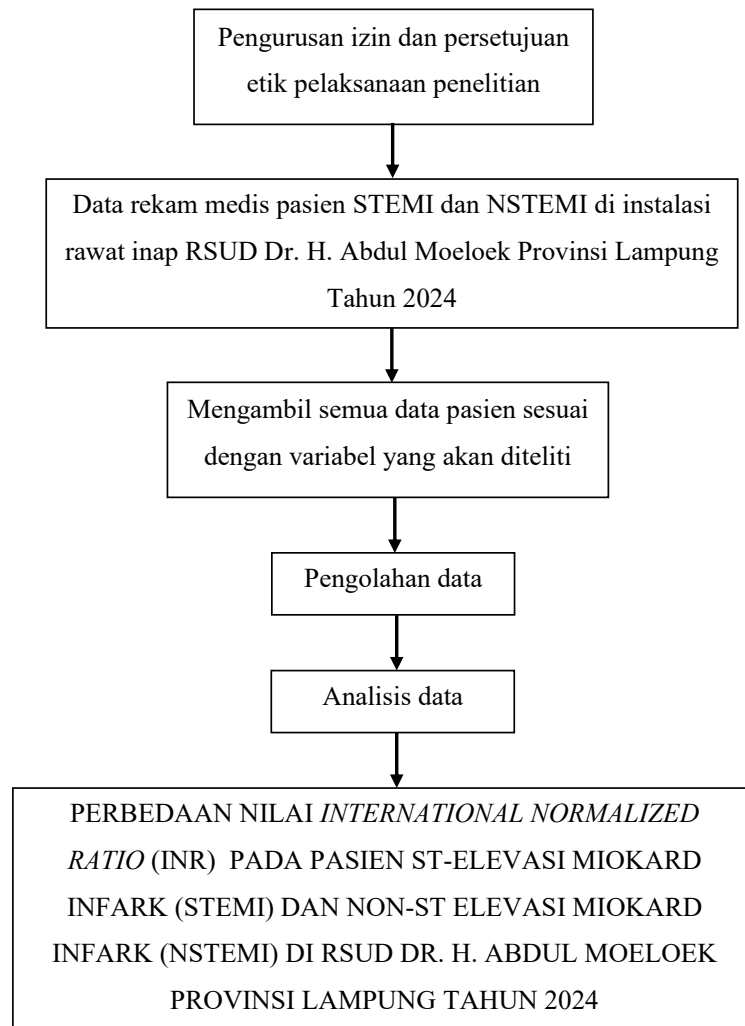 Pengurusan izin dan persetujuan
etik pelaksanaan penelitian
Data rekam medis pasien STEMI dan NSTEMI di instalasi
rawat inap RSUD Dr. H. Abdul Moeloek Provinsi Lampung
Tahun 2024
Mengambil semua data pasien sesuai
dengan variabel yang akan diteliti
Pengolahan data
Analisis data
PERBEDAAN NILAI INTERNATIONAL NORMALIZED
RATIO (INR) PADA PASIEN ST-ELEVASI MIOKARD
INFARK (STEMI) DAN NON-ST ELEVASI MIOKARD
INFARK (NSTEMI) DI RSUD DR. H. ABDUL MOELOEK
PROVINSI LAMPUNG TAHUN 2024